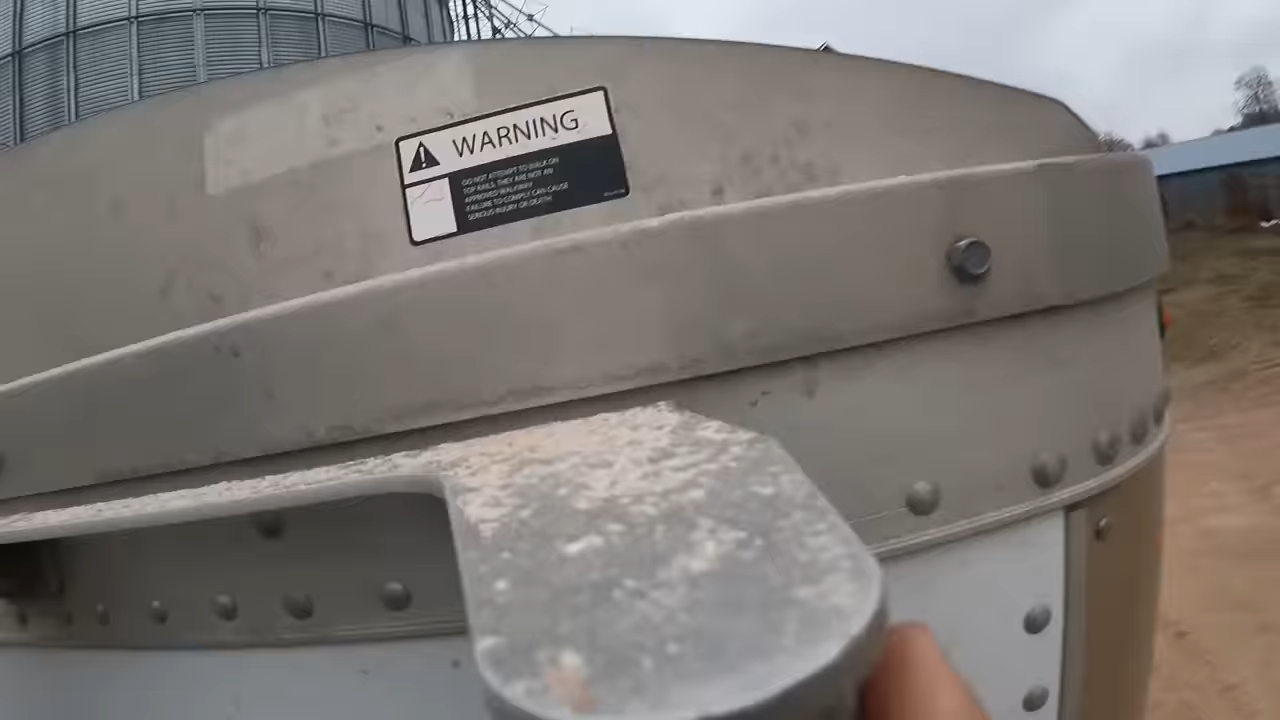 WARNING
DO NOT ATTEMPT TO WALK ON
TOP RAILS, THEY ARE NOT AN
APPROVED WALKWAY
FAILURE TO COMPLY CAN CAUSE
SERIOUS INJURY OR DEATH